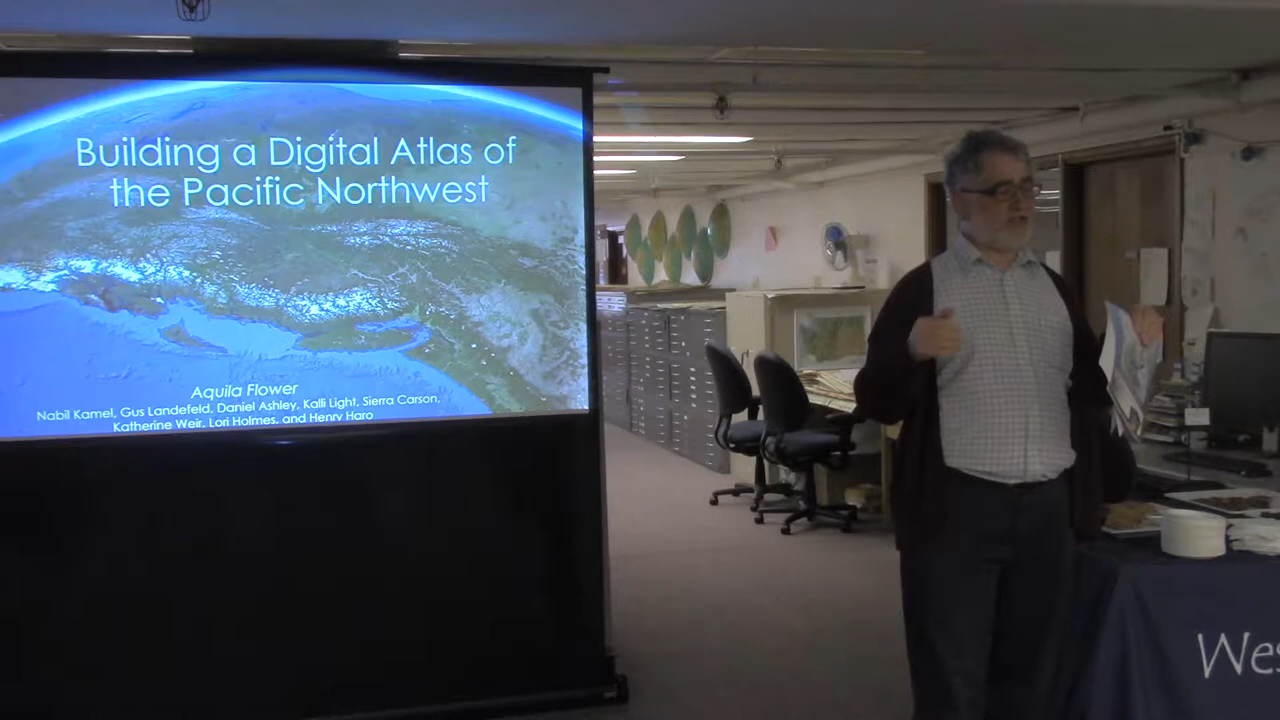 Building a Digital Atlas of
the Pacific Northwest
Aquila Flower
Nabil Kamel, Gus Landefeld, Daniel Ashley, Kalli Light, Sierra Carson,
Katherine Weir, Lori Holmes, and Henry Haro
Wes